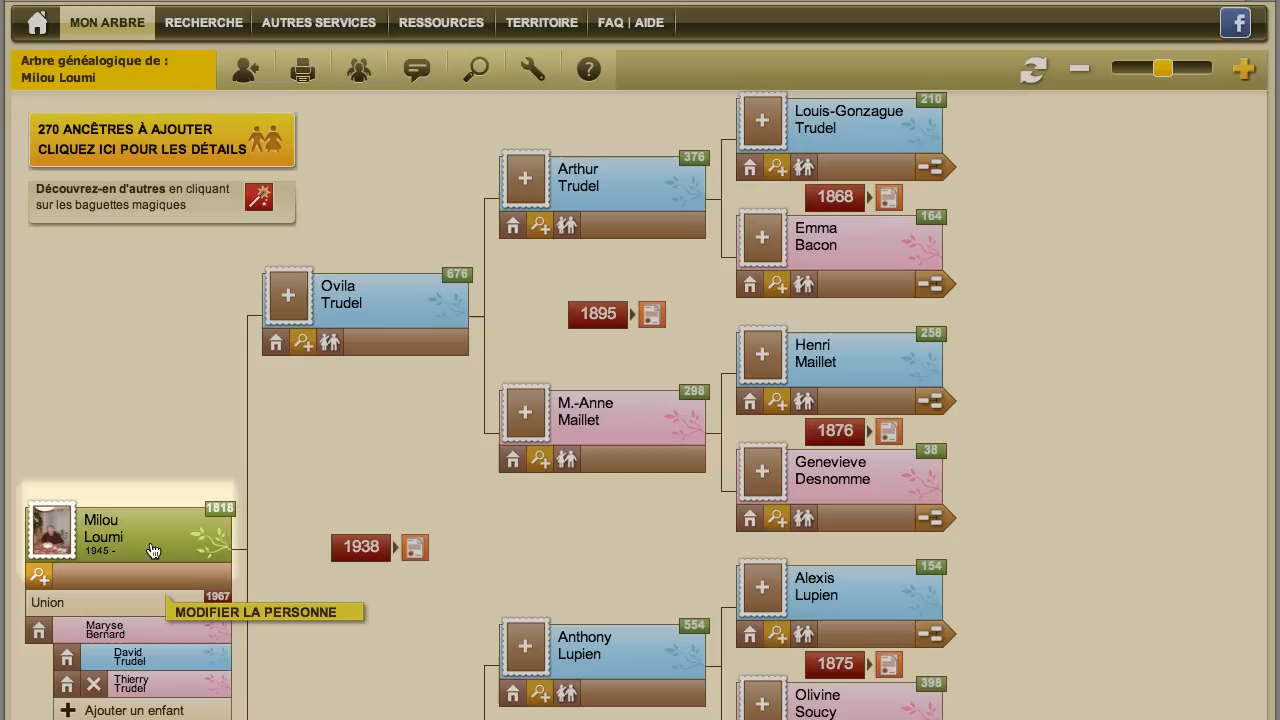 MON ARBRE RECHERCHE AUTRES SERVICES RESSOURCES TERRITOIRE FAQ | AIDE f
Arbre généalogique de :
Milou Loumi
270 ANCÊTRES À AJOUTER
CLIQUEZ ICI POUR LES DÉTAILS
Découvrez-en d'autres en cliquant
sur les baguettes magiques
1818
Milou
Loumi
1945 -
Union
1967
MODIFIER LA PERSONNE
Maryse
Bernard
David
Trudel
Thierry
Trudel
Ajouter un enfant
676
Ovila
Trudel
1938
376
Arthur
Trudel
1895
298
M.-Anne
Maillet
554
Anthony
Lupien
210
Louis-Gonzague
Trudel
1868
164
Emma
Bacon
258
Henri
Maillet
1876
38
Genevieve
Desnomme
154
Alexis
Lupien
1875
398
Olivine
Soucy